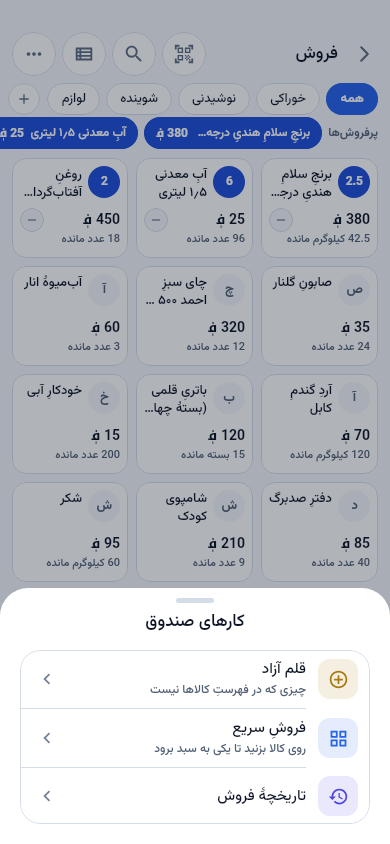 فروش
همه
خوراکی
نوشیدنی
شوینده
لوازم
پرفروش‌ها
برنجِ سلامِ هندیِ درجه… 380 ؋
آبِ معدنی ۱٫۵ لیتری 25 ؋
2.5
برنجِ سلامِ
هندیِ درجـ…
380 ؋
42.5 کیلوگرم مانده
6
آبِ معدنی
۱٫۵ لیتری
25 ؋
96 عدد مانده
2
روغنِ
آفتاب‌گردا…
450 ؋
18 عدد مانده
ص
صابونِ گلنار
35 ؋
24 عدد مانده
چ
چای سبزِ
احمد ۵۰۰ …
320 ؋
12 عدد مانده
آ
آب‌میوهٔ انار
60 ؋
3 عدد مانده
آ
آردِ گندمِ
کابل
70 ؋
120 کیلوگرم مانده
ب
باتریِ قلمی
(بستهٔ چها…
120 ؋
15 بسته مانده
خ
خودکارِ آبی
15 ؋
200 عدد مانده
د
دفترِ صدبرگ
85 ؋
40 عدد مانده
ش
شامپوی
کودک
210 ؋
9 عدد مانده
ش
شکر
95 ؋
60 کیلوگرم مانده
کارهای صندوق
قلم آزاد
چیزی که در فهرستِ کالاها نیست
فروشِ سریع
روی کالا بزنید تا یکی به سبد برود
تاریخچهٔ فروش